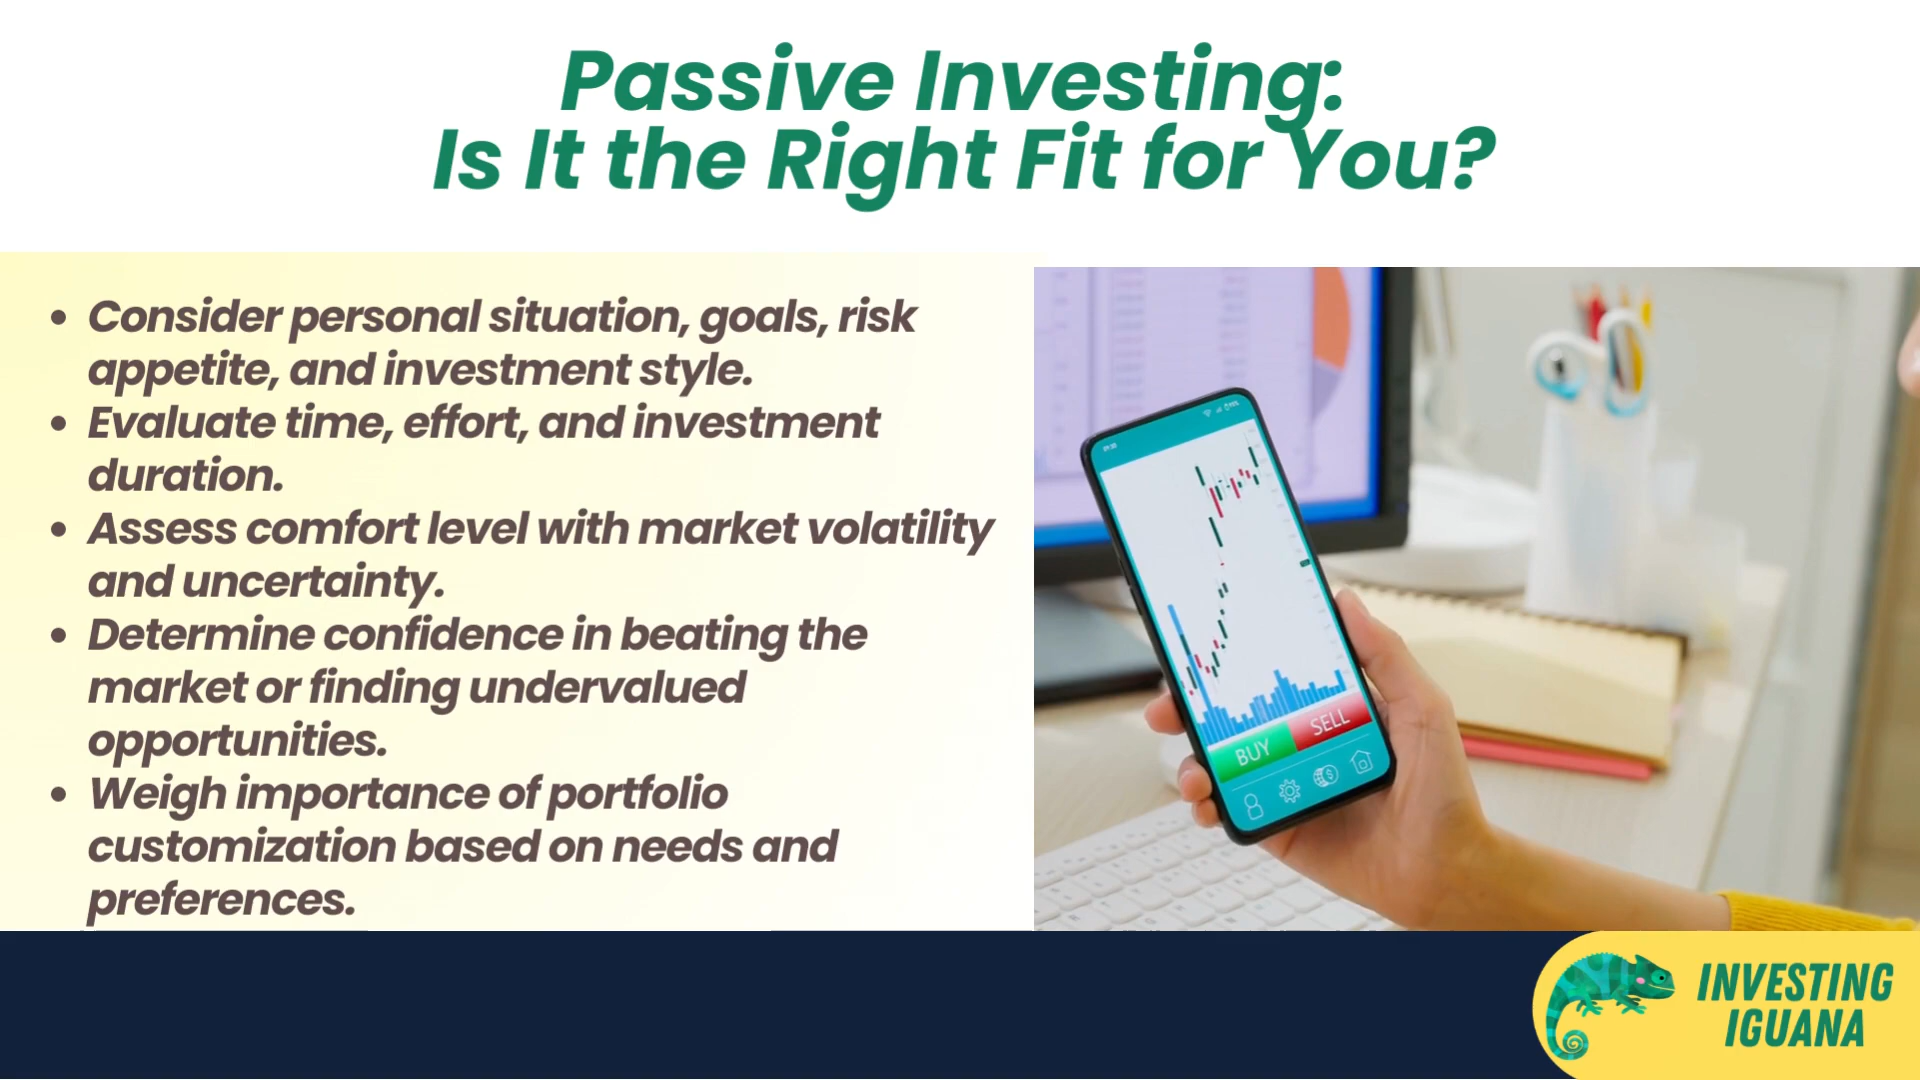 Passive Investing:
Is It the Right Fit for You?
• Consider personal situation, goals, risk
appetite, and investment style.
• Evaluate time, effort, and investment
duration.
• Assess comfort level with market volatility
and uncertainty.
• Determine confidence in beating the
market or finding undervalued
opportunities.
• Weigh importance of portfolio
customization based on needs and
preferences.
BUY
SELL
INVESTING
IGUANA